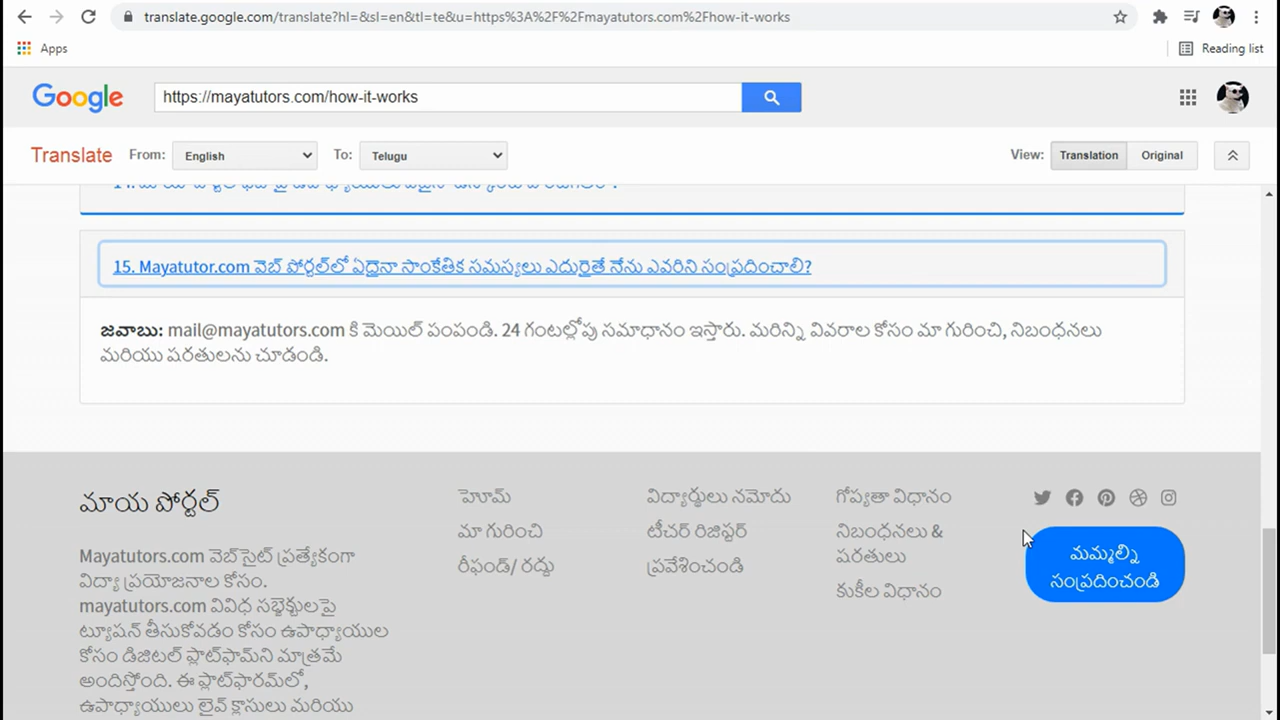 translate.google.com/translate?hl=&sl=en&tl=te&u=https%3A%2F%2Fmayatutors.com%2Fhow-it-works
Apps
Reading list
Google
https://mayatutors.com/how-it-works
Translate
From:
English
To:
Telugu
View:
Translation
Original
15. Mayatutor.com వెబ్ పోర్టల్‌లో ఏదైనా సాంకేతిక సమస్యలు ఎదురైతే నేను ఎవరిని సంప్రదించాలి?
జవాబు: mail@mayatutors.com కి మెయిల్ పంపండి. 24 గంటల్లోపు సమాధానం ఇస్తారు. మరిన్ని వివరాల కోసం మా గురించి, నిబంధనలు
మరియు షరతులను చూడండి.
మాయ పోర్టల్
Mayatutors.com వెబ్‌సైట్ ప్రత్యేకంగా
విద్యా ప్రయోజనాల కోసం.
mayatutors.com వివిధ సబ్జెక్టులపై
ట్యూషన్ తీసుకోవడం కోసం ఉపాధ్యాయుల
కోసం డిజిటల్ ప్లాట్‌ఫామ్‌ని మాత్రమే
అందిస్తోంది. ఈ ప్లాట్‌ఫారమ్‌లో,
ఉపాధ్యాయులు లైవ్ క్లాసులు మరియు
హొమ్
మా గురించి
రీఫండ్/ రద్దు
విద్యార్థులు నమోదు
టీచర్ రిజిష్టర్
ప్రవేశించండి
గోప్యతా విధానం
నిబంధనలు &
షరతులు
కుకీల విధానం
మమ్మల్ని
సంప్రదించండి